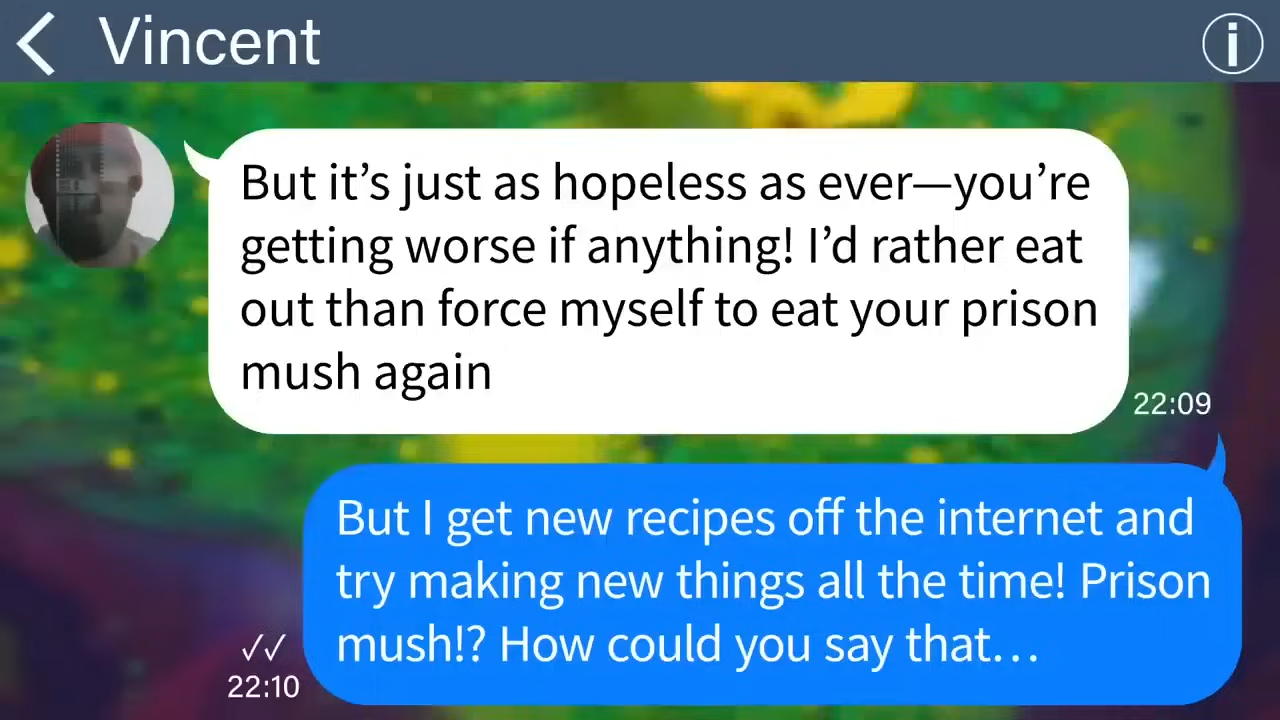 Vincent
But it’s just as hopeless as ever—you’re
getting worse if anything! I’d rather eat
out than force myself to eat your prison
mush again
22:09
But I get new recipes off the internet and
try making new things all the time! Prison
mush!? How could you say that…
22:10